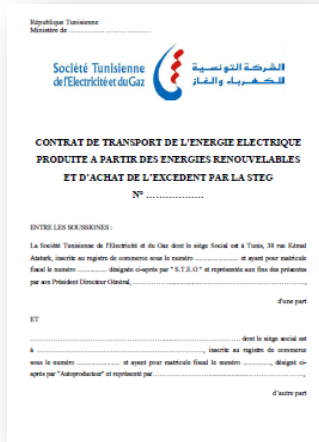 République Tunisienne
Ministère de ................................
Société Tunisienne
de l'Electricité et du Gaz
الشركة التونسية
للكهرباء والغاز
CONTRAT DE TRANSPORT DE L'ENERGIE ELECTRIQUE
PRODUITE A PARTIR DES ENERGIES RENOUVELABLES
ET D'ACHAT DE L'EXCEDENT PAR LA STEG
N° ..................
ENTRE LES SOUSSIGNES :
La Société Tunisienne de l'Electricité et du Gaz dont le siège Social est à Tunis, 38 rue Kémal
Ataturk, inscrite au registre de commerce sous le numéro .................... et ayant pour matricule
fiscal le numéro ............ désignée ci-après par " S.T.E.G " et représentée aux fins des présentes
par son Président Directeur Général, ................................................................,
d'une part
ET
................................................................................ dont le siège social est
à ............................................................, inscrite au registre de commerce
sous le numéro .................... et ayant pour matricule fiscal le numéro ............, désigné ci-
après par "Autoproducteur" et représenté par ......................................................,
d'autre part